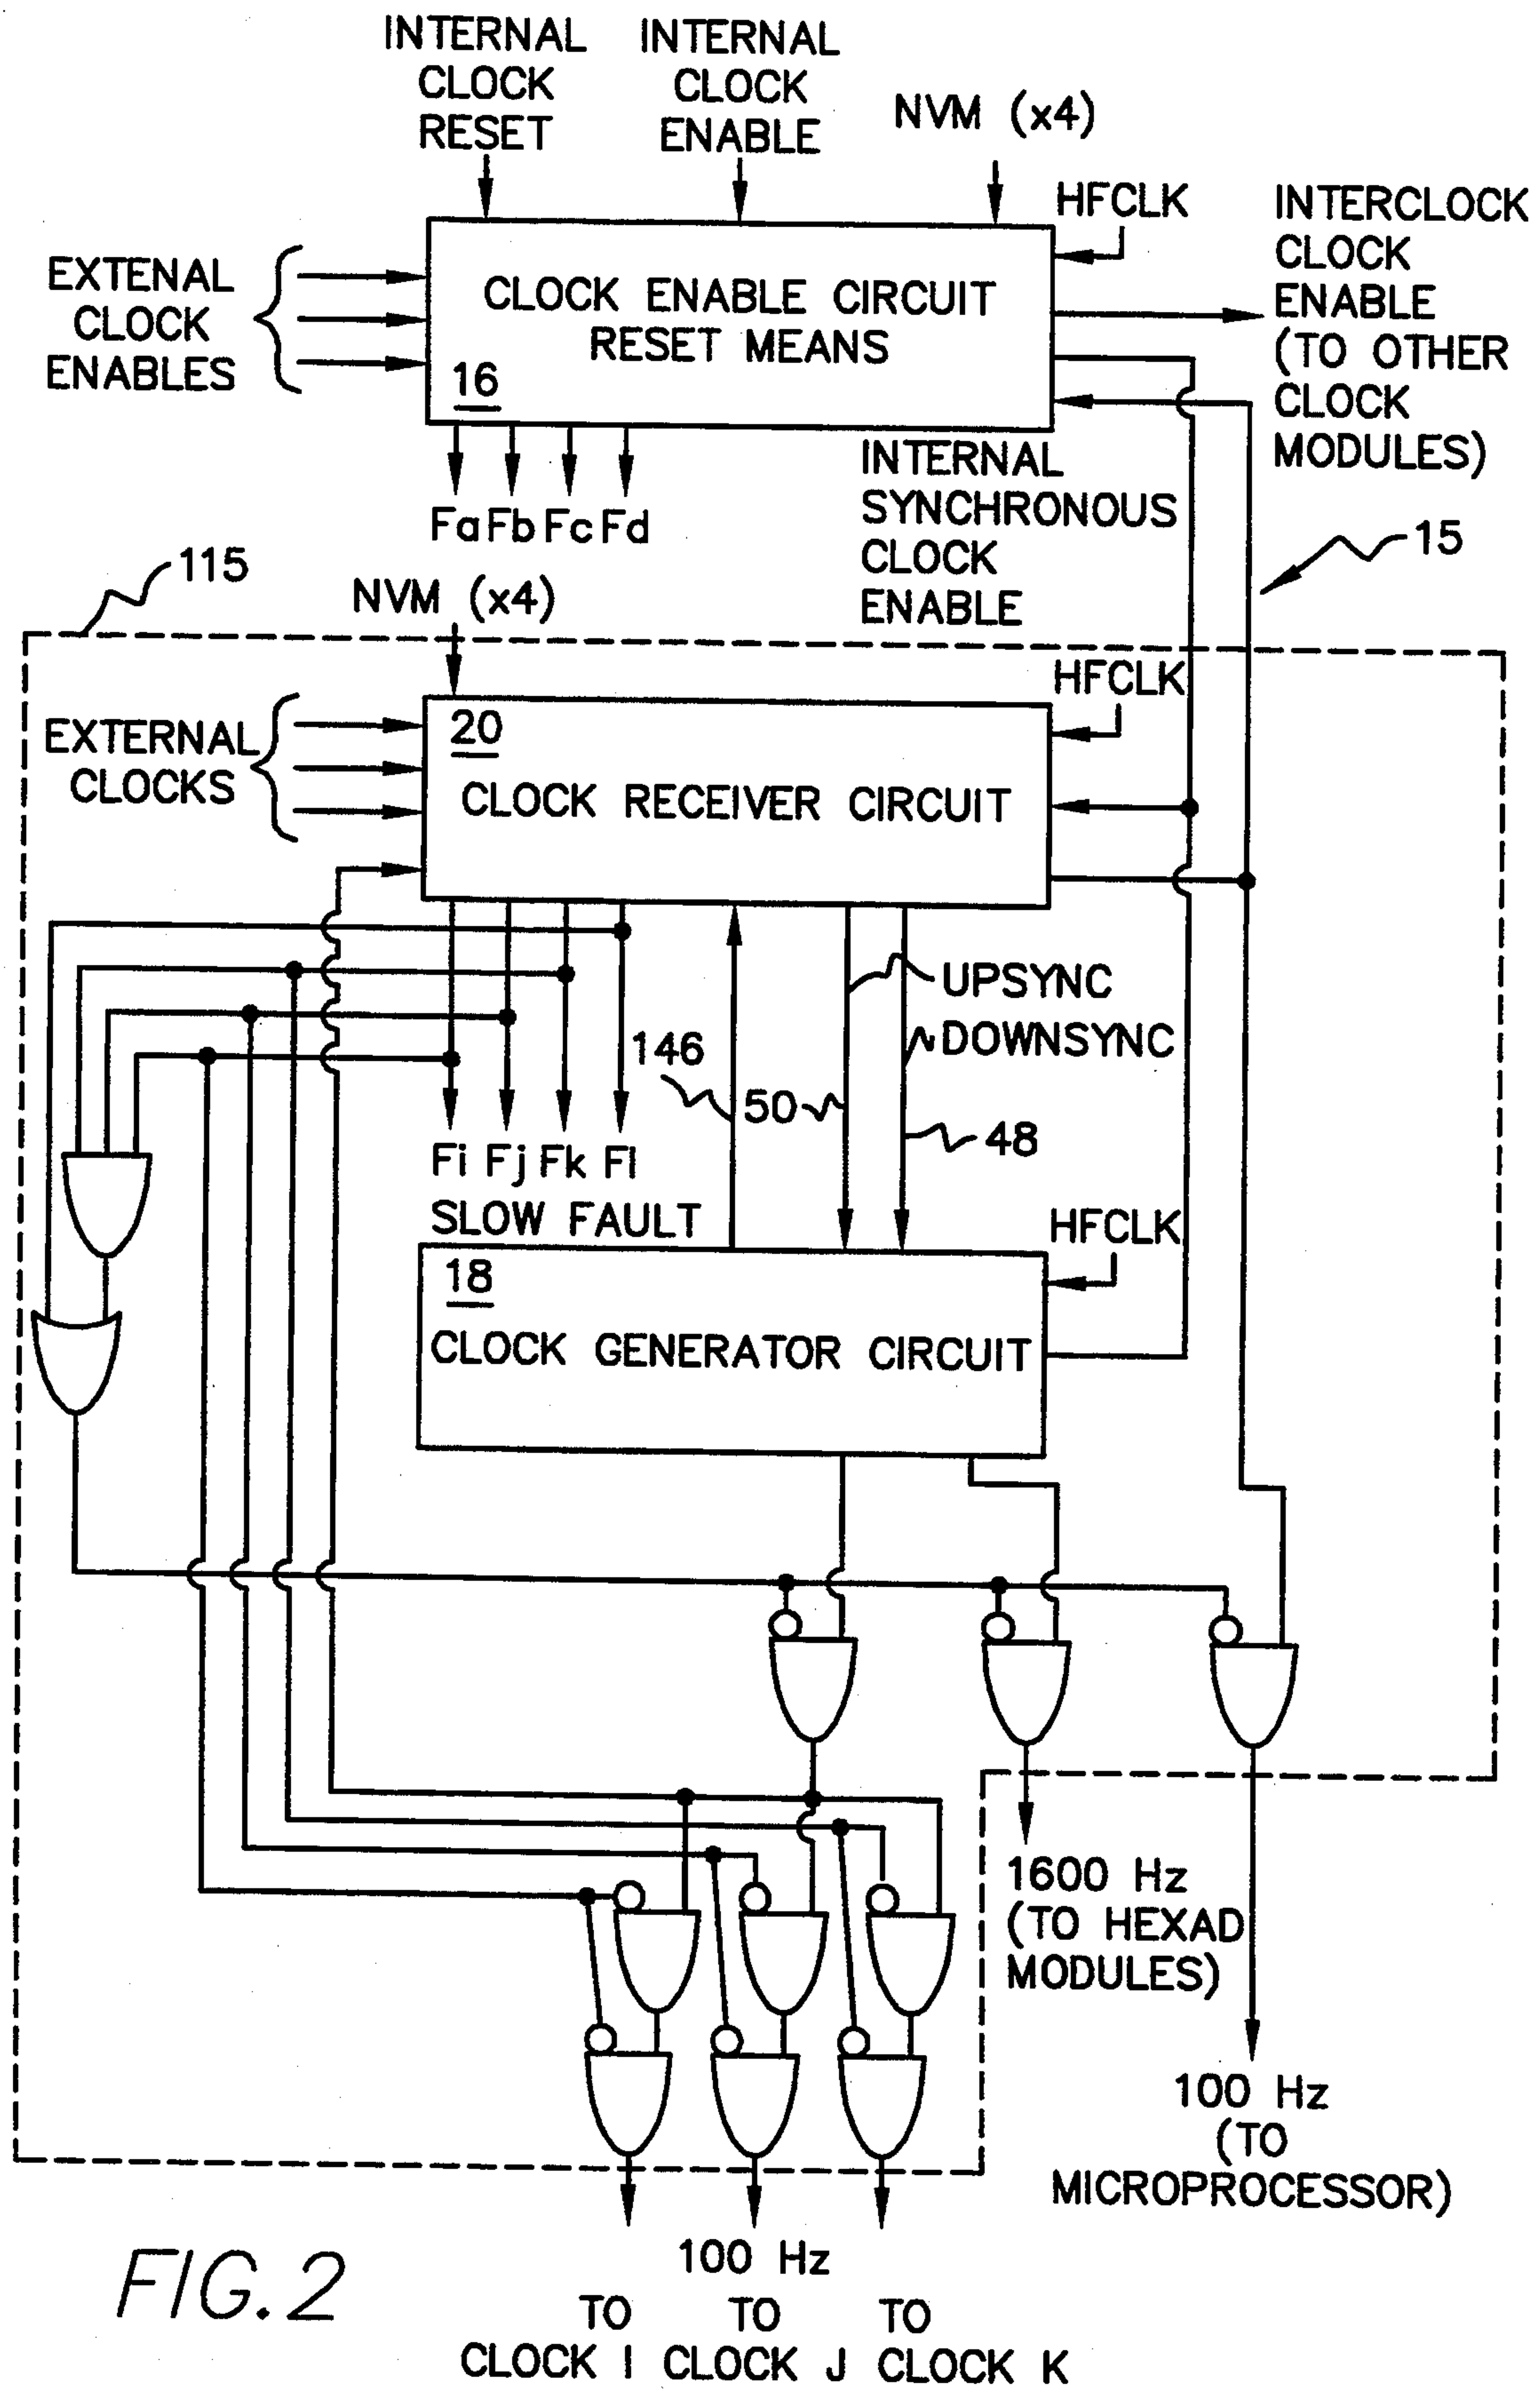 INTERNAL
CLOCK
RESET
INTERNAL
CLOCK
ENABLE
NVM (x4)
HFCLK
INTERCLOCK
CLOCK
ENABLE
(TO OTHER
CLOCK
MODULES)
EXTENAL
CLOCK
ENABLES
CLOCK ENABLE CIRCUIT
RESET MEANS
16
Fa Fb Fc Fd
INTERNAL
SYNCHRONOUS
CLOCK
ENABLE
15
115
NVM (x4)
HFCLK
EXTERNAL
CLOCKS
20
CLOCK RECEIVER CIRCUIT
UPSYNC
DOWNSYNC
146
50
48
Fi Fj Fk Fl
SLOW FAULT
HFCLK
18
CLOCK GENERATOR CIRCUIT
1600 Hz
(TO HEXAD
MODULES)
100 Hz
(TO
MICROPROCESSOR)
100 Hz
TO TO TO
CLOCK I CLOCK J CLOCK K
FIG.2